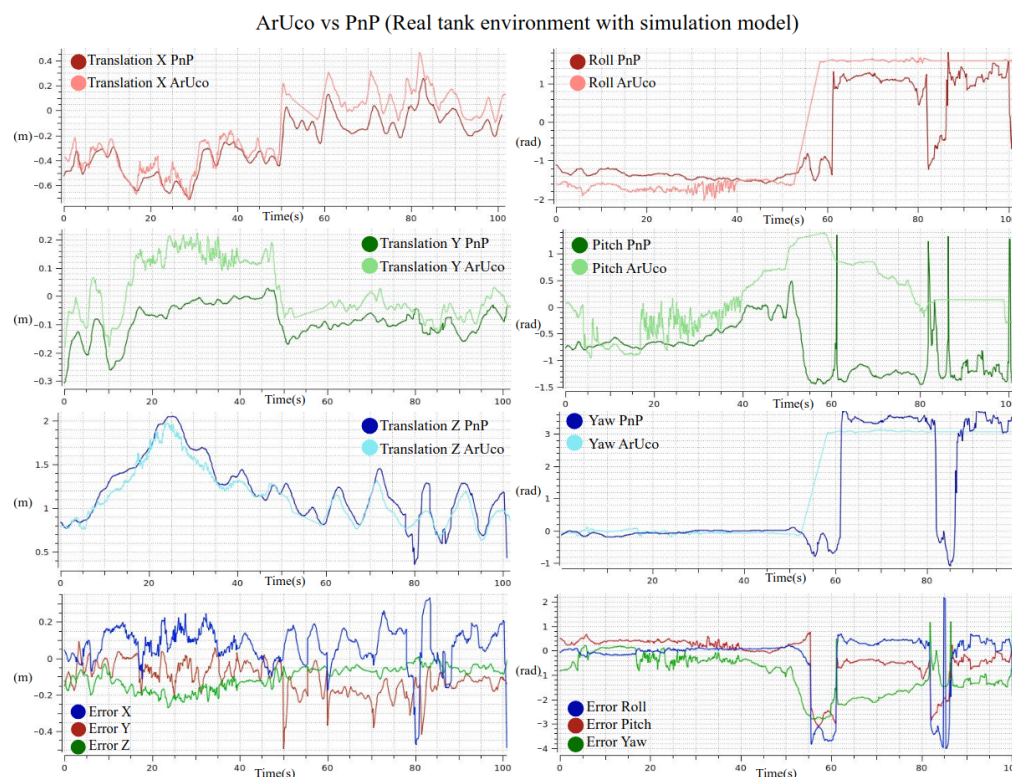 ArUco vs PnP (Real tank environment with simulation model)
Translation X PnP
Translation X ArUco
(m)
0.4
0.2
0
−0.2
−0.4
−0.6
0 20 40 60 80 100
Time(s)
Roll PnP
Roll ArUco
(rad)
1
0
−1
−2
0 20 40 60 80 100
Time(s)
Translation Y PnP
Translation Y ArUco
(m)
0.2
0.1
0
−0.1
−0.2
−0.3
0 20 40 60 80 100
Time(s)
Pitch PnP
Pitch ArUco
(rad)
1
0.5
0
−0.5
−1
−1.5
0 20 40 60 80 100
Time(s)
Translation Z PnP
Translation Z ArUco
(m)
2
1.5
1
0.5
0 20 40 60 80 100
Time(s)
Yaw PnP
Yaw ArUco
(rad)
3
2
1
0
−1
20 40 60 80
Time(s)
Error X
Error Y
Error Z
(m)
0.2
0
−0.2
−0.4
0 20 40 60 80 100
Time(s)
Error Roll
Error Pitch
Error Yaw
(rad)
2
1
0
−1
−2
−3
−4
0 20 40 60 80 100
Time(s)